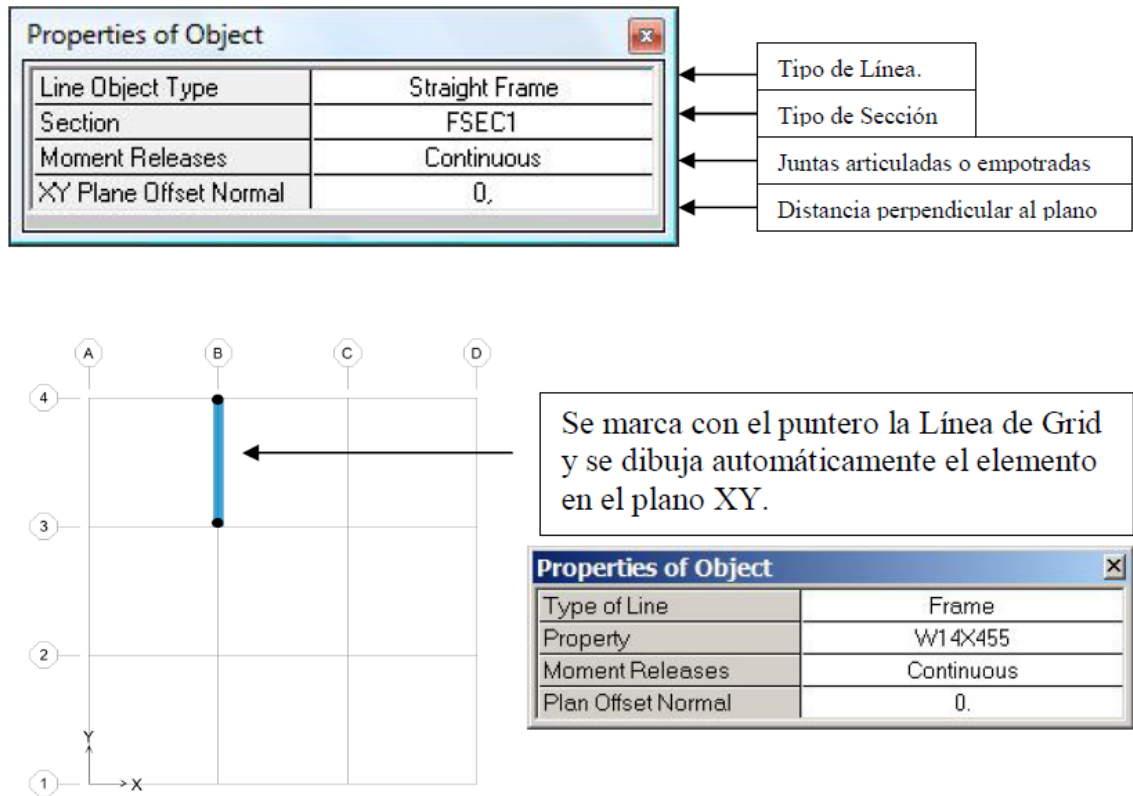 Properties of Object
Line Object Type Straight Frame
Tipo de Línea.
Section FSEC1
Tipo de Sección
Moment Releases Continuous
Juntas articuladas o empotradas
XY Plane Offset Normal 0,
Distancia perpendicular al plano
A B C D
4
Se marca con el puntero la Línea de Grid
y se dibuja automáticamente el elemento
en el plano XY.
3
Properties of Object
Type of Line Frame
Property W14X455
Moment Releases Continuous
Plan Offset Normal 0.
2
Y
X
1